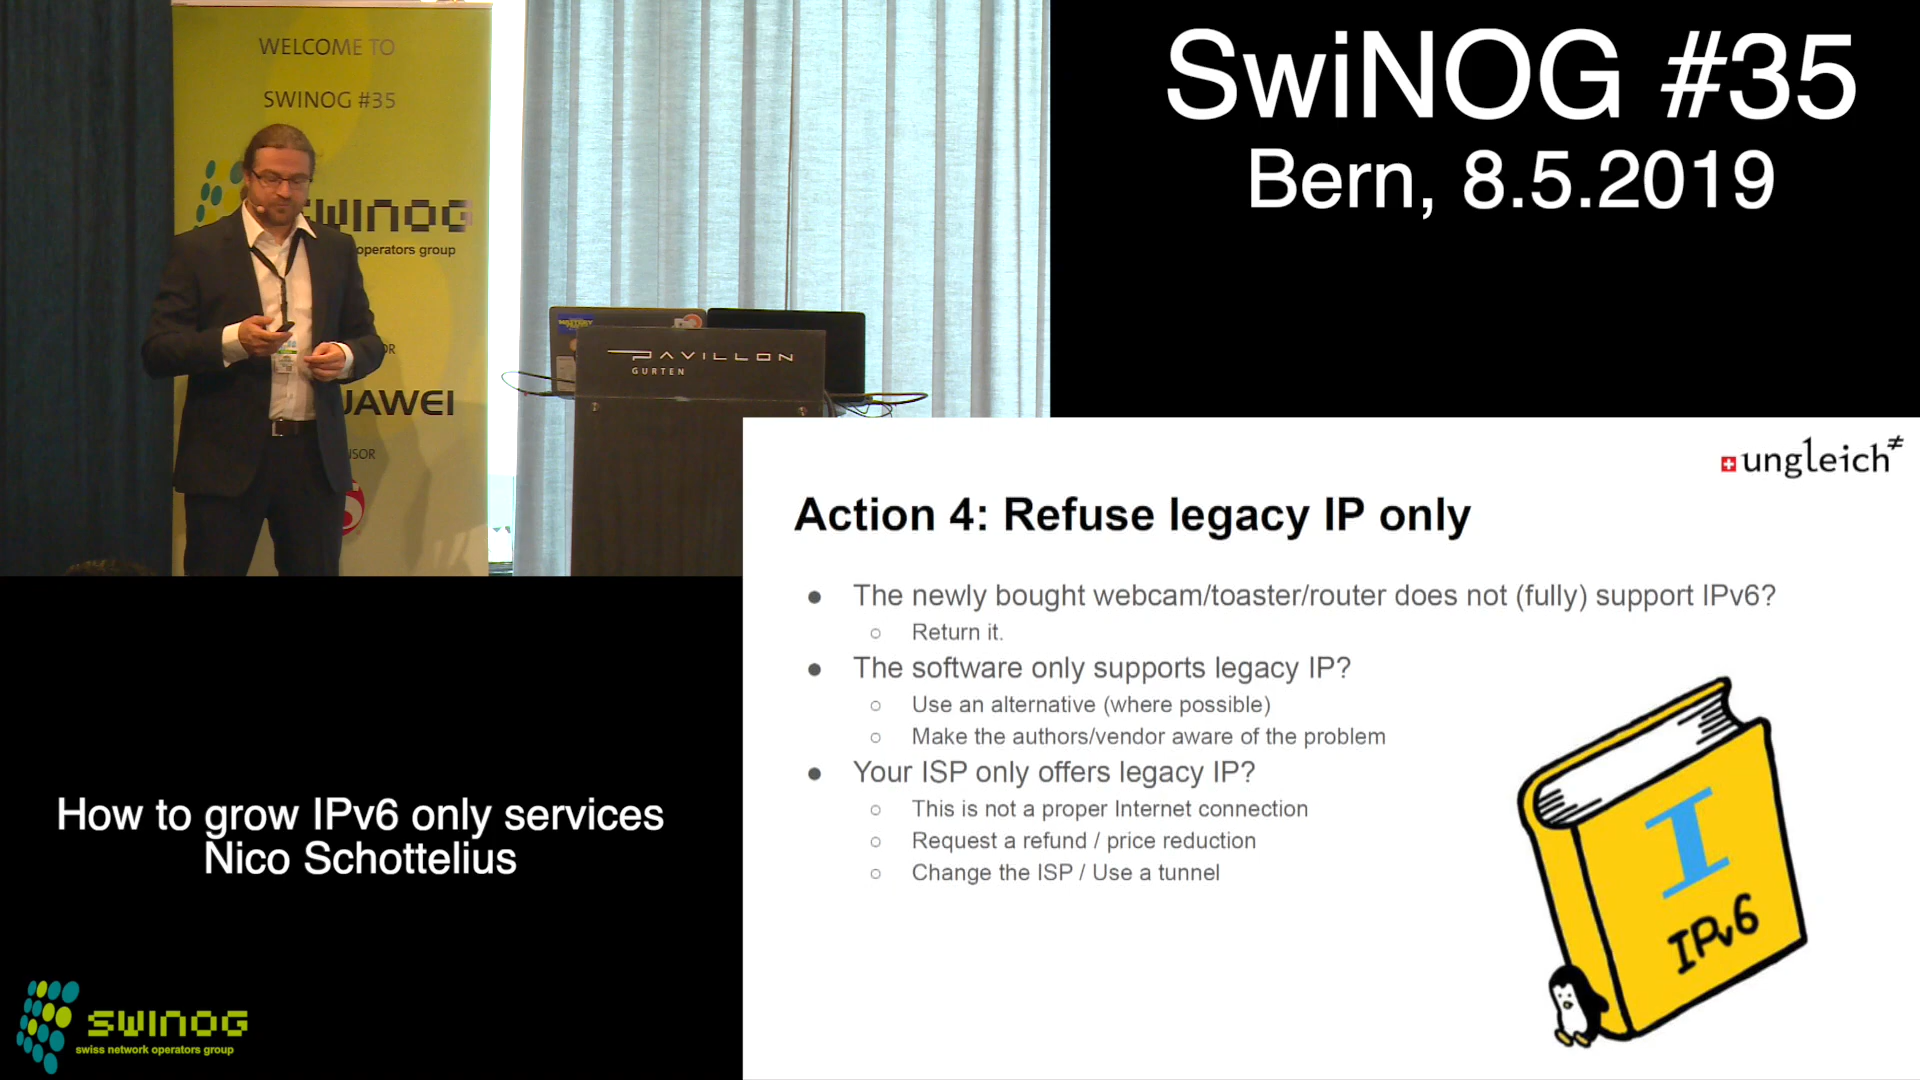 WELCOME TO
SWINOG #35
SWINOG
operators group
UAWEI
PAVILLON
GURTEN
SwiNOG #35
Bern, 8.5.2019
ungleich≠
Action 4: Refuse legacy IP only
● The newly bought webcam/toaster/router does not (fully) support IPv6?
○ Return it.
● The software only supports legacy IP?
○ Use an alternative (where possible)
○ Make the authors/vendor aware of the problem
● Your ISP only offers legacy IP?
○ This is not a proper Internet connection
○ Request a refund / price reduction
○ Change the ISP / Use a tunnel
I
IPv6
How to grow IPv6 only services
Nico Schottelius
SWINOG
swiss network operators group